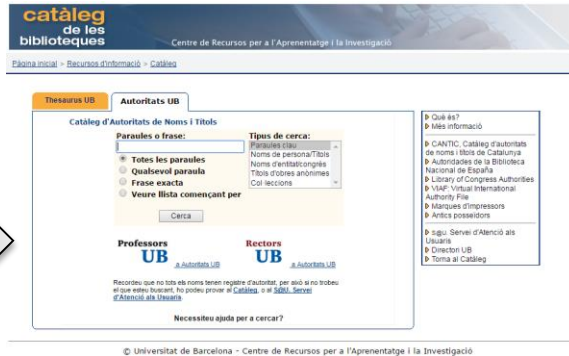 catàleg
de les
biblioteques
Centre de Recursos per a l'Aprenentatge i la Investigació
Pàgina inicial > Recursos d'Informació > Catàleg
Thesaurus UB
Autoritats UB
Catàleg d'Autoritats de Noms i Títols
Paraules o frase:
Totes les paraules
Qualsevol paraula
Frase exacta
Veure llista començant per
Cerca
Tipus de cerca:
Paraules clau
Noms de persona/Títols
Noms d'entitat/congrés
Títols d'obres anònimes
Col·leccions
Professors
UB a Autoritats UB
Rectors
UB a Autoritats UB
Recordeu que no tots els noms tenen registre d'autoritat, per això si no trobeu
el que esteu buscant, ho podeu provar al Catàleg, o al S@U. Servei
d'Atenció als Usuaris
Necessiteu ajuda per a cercar?
Què és?
Més informació
CANTIC, Catàleg d'autoritats
de noms i títols de Catalunya
Autoridades de la Biblioteca
Nacional de España
Library of Congress Authorities
VIAF: Virtual International
Authority File
Marques d'impressors
Antics posseïdors
s@u: Servei d'Atenció als
Usuaris
Directori UB
Torna al Catàleg
© Universitat de Barcelona - Centre de Recursos per a l'Aprenentatge i la Investigació